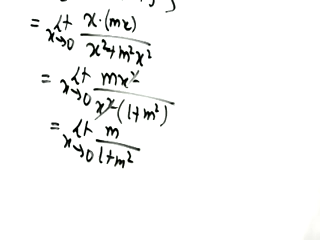 = Lt x→0 x·(mx) / x²+m²x²
= Lt x→0 mx² / x²(1+m²)
= Lt x→0 m / 1+m²